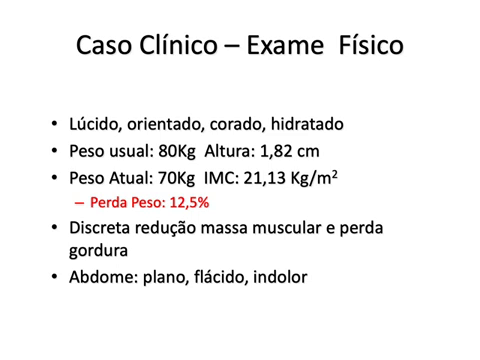 Caso Clínico – Exame  Físico
• Lúcido, orientado, corado, hidratado
• Peso usual: 80Kg  Altura: 1,82 cm
• Peso Atual: 70Kg  IMC: 21,13 Kg/m²
– Perda Peso: 12,5%
• Discreta redução massa muscular e perda
gordura
• Abdome: plano, flácido, indolor